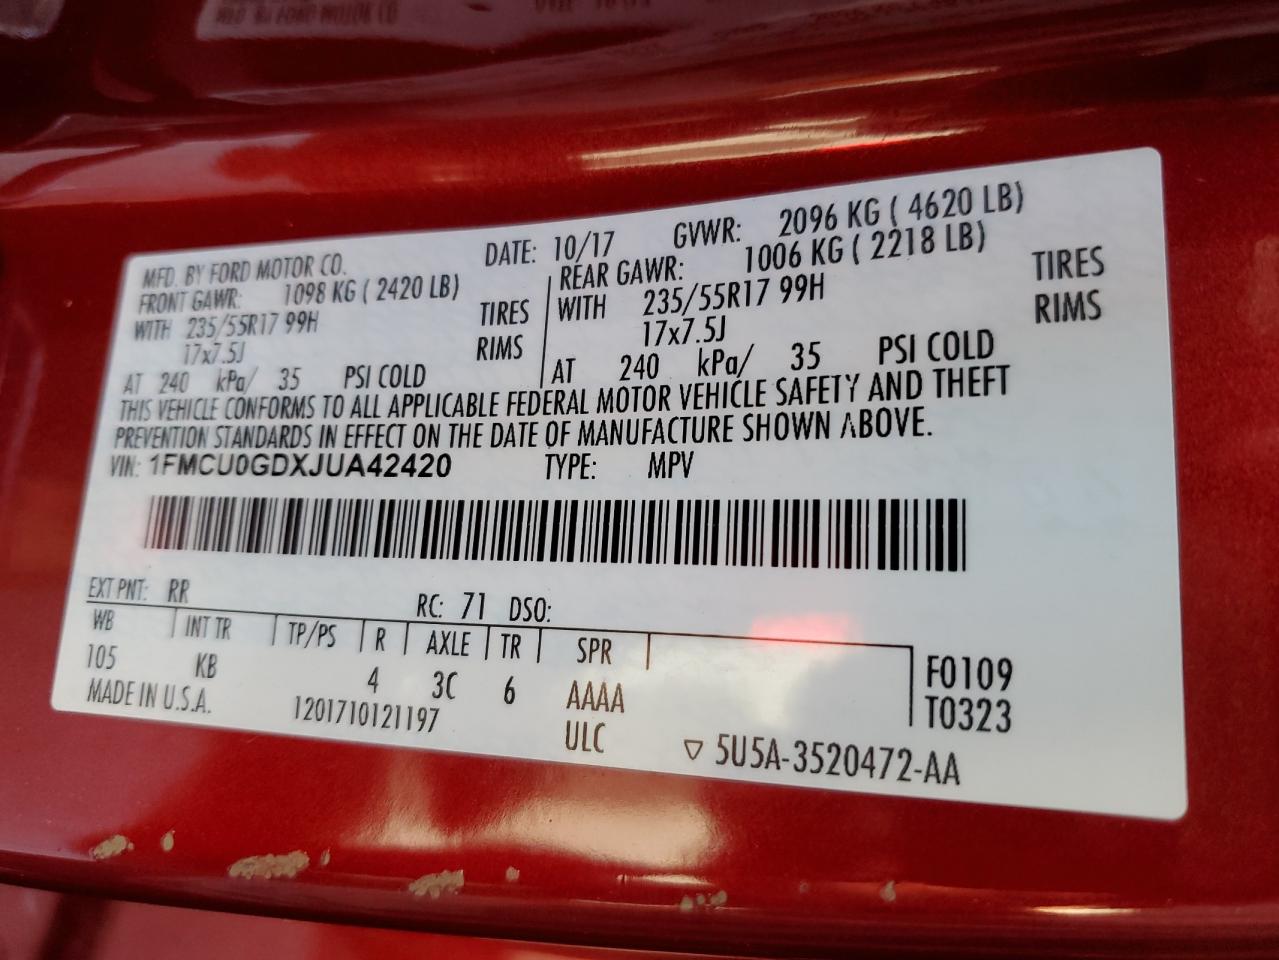 MFD. BY FORD MOTOR CO. DATE: 10/17 GVWR: 2096 KG ( 4620 LB)
FRONT GAWR: 1098 KG ( 2420 LB) REAR GAWR: 1006 KG ( 2218 LB)
WITH 235/55R17 99H TIRES WITH 235/55R17 99H TIRES
17x7.5J RIMS 17x7.5J RIMS
AT 240 kPa/ 35 PSI COLD AT 240 kPa/ 35 PSI COLD
THIS VEHICLE CONFORMS TO ALL APPLICABLE FEDERAL MOTOR VEHICLE SAFETY AND THEFT
PREVENTION STANDARDS IN EFFECT ON THE DATE OF MANUFACTURE SHOWN ABOVE.
VIN: 1FMCU0GDXJUA42420 TYPE: MPV
EXT PNT: RR RC: 71 DSO:
WB INT TR TP/PS R AXLE TR SPR F0109
105 KB 4 3C 6 AAAA T0323
MADE IN U.S.A. 1201710121197 ULC ▽ 5U5A-3520472-AA